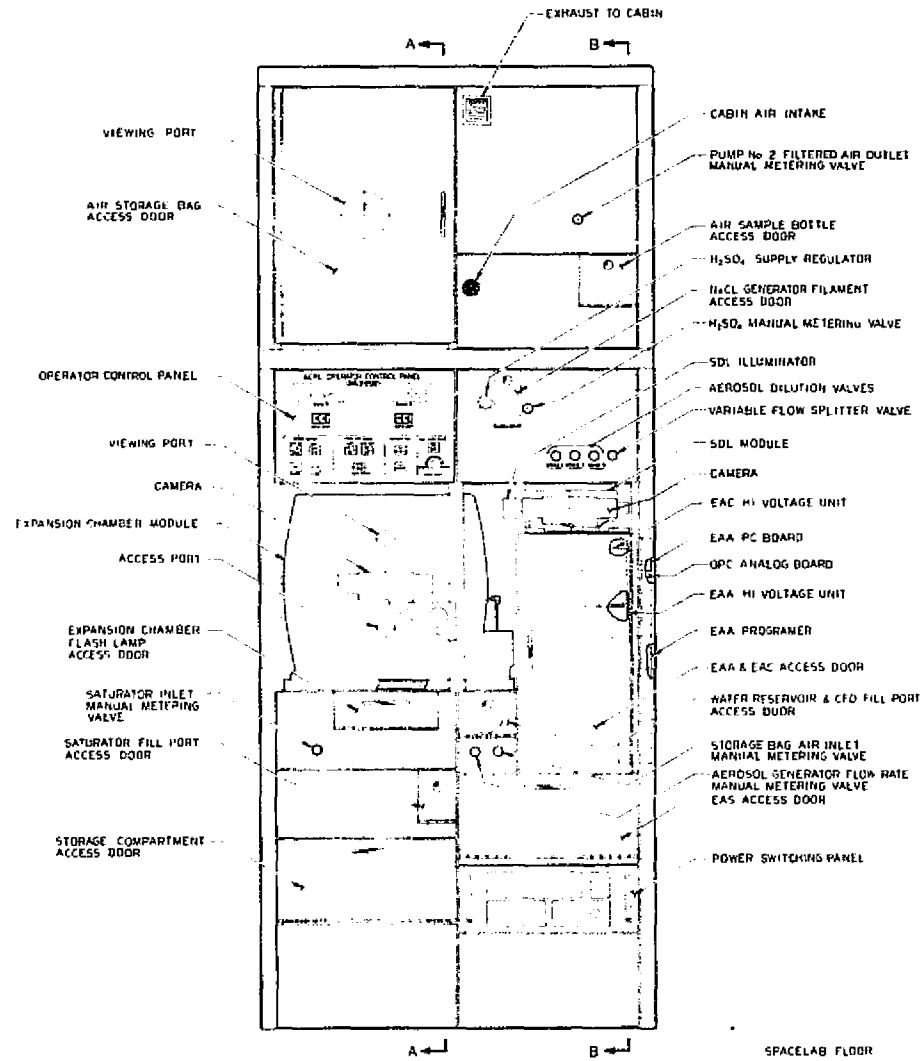 EXHAUST TO CABIN
A
B
VIEWING PORT
AIR STORAGE BAG
ACCESS DOOR
OPERATOR CONTROL PANEL
VIEWING PORT
CAMERA
EXPANSION CHAMBER MODULE
ACCESS PORT
EXPANSION CHAMBER
FLASH LAMP
ACCESS DOOR
SATURATOR INLET
MANUAL METERING
VALVE
SATURATOR FILL PORT
ACCESS DOOR
STORAGE COMPARTMENT
ACCESS DOOR
ACPL OPERATOR CONTROL PANEL
CABIN AIR INTAKE
PUMP No 2 FILTERED AIR OUTLET
MANUAL METERING VALVE
AIR SAMPLE BOTTLE
ACCESS DOOR
H₂SO₄ SUPPLY REGULATOR
NaCL GENERATOR FILAMENT
ACCESS DOOR
H₂SO₄ MANUAL METERING VALVE
SDL ILLUMINATOR
AEROSOL DILUTION VALVES
VARIABLE FLOW SPLITTER VALVE
SDL MODULE
CAMERA
EAC HI VOLTAGE UNIT
EAA PC BOARD
OPC ANALOG BOARD
EAA HI VOLTAGE UNIT
EAA PROGRAMER
EAA & EAC ACCESS DOOR
WATER RESERVOIR & CFD FILL PORT
ACCESS DOOR
STORAGE BAG AIR INLET
MANUAL METERING VALVE
AEROSOL GENERATOR FLOW RATE
MANUAL METERING VALVE
EAS ACCESS DOOR
POWER SWITCHING PANEL
A
B
SPACELAB FLOOR